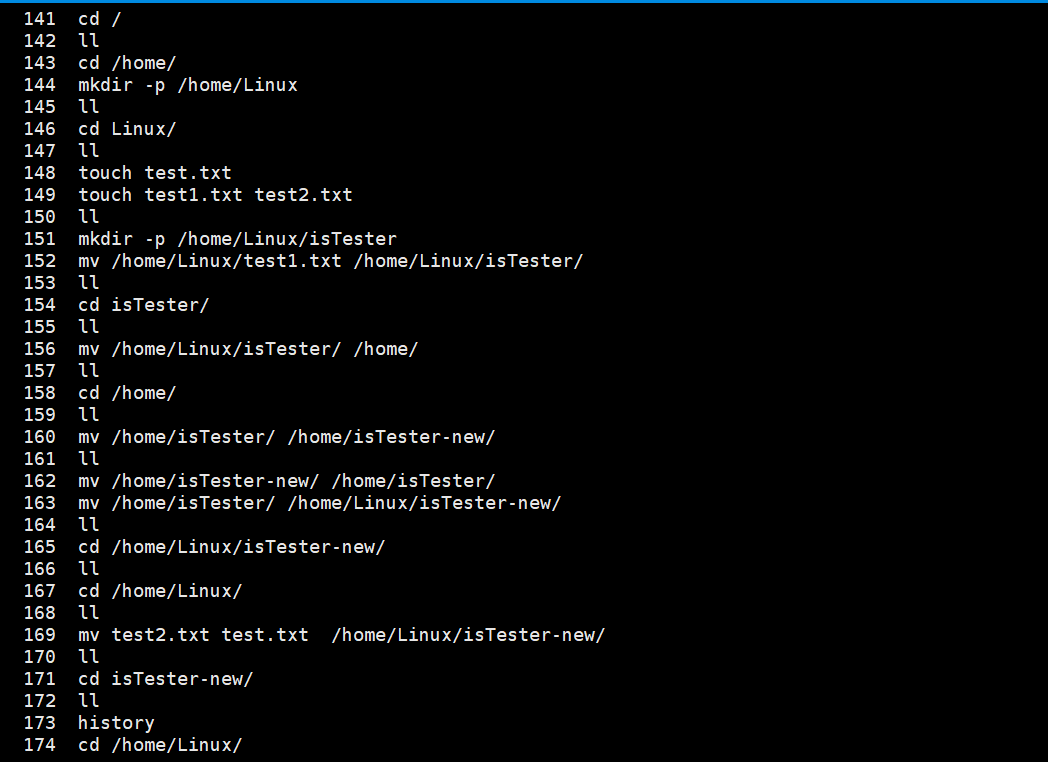 141 cd /
142 ll
143 cd /home/
144 mkdir -p /home/Linux
145 ll
146 cd Linux/
147 ll
148 touch test.txt
149 touch test1.txt test2.txt
150 ll
151 mkdir -p /home/Linux/isTester
152 mv /home/Linux/test1.txt /home/Linux/isTester/
153 ll
154 cd isTester/
155 ll
156 mv /home/Linux/isTester/ /home/
157 ll
158 cd /home/
159 ll
160 mv /home/isTester/ /home/isTester-new/
161 ll
162 mv /home/isTester-new/ /home/isTester/
163 mv /home/isTester/ /home/Linux/isTester-new/
164 ll
165 cd /home/Linux/isTester-new/
166 ll
167 cd /home/Linux/
168 ll
169 mv test2.txt test.txt  /home/Linux/isTester-new/
170 ll
171 cd isTester-new/
172 ll
173 history
174 cd /home/Linux/